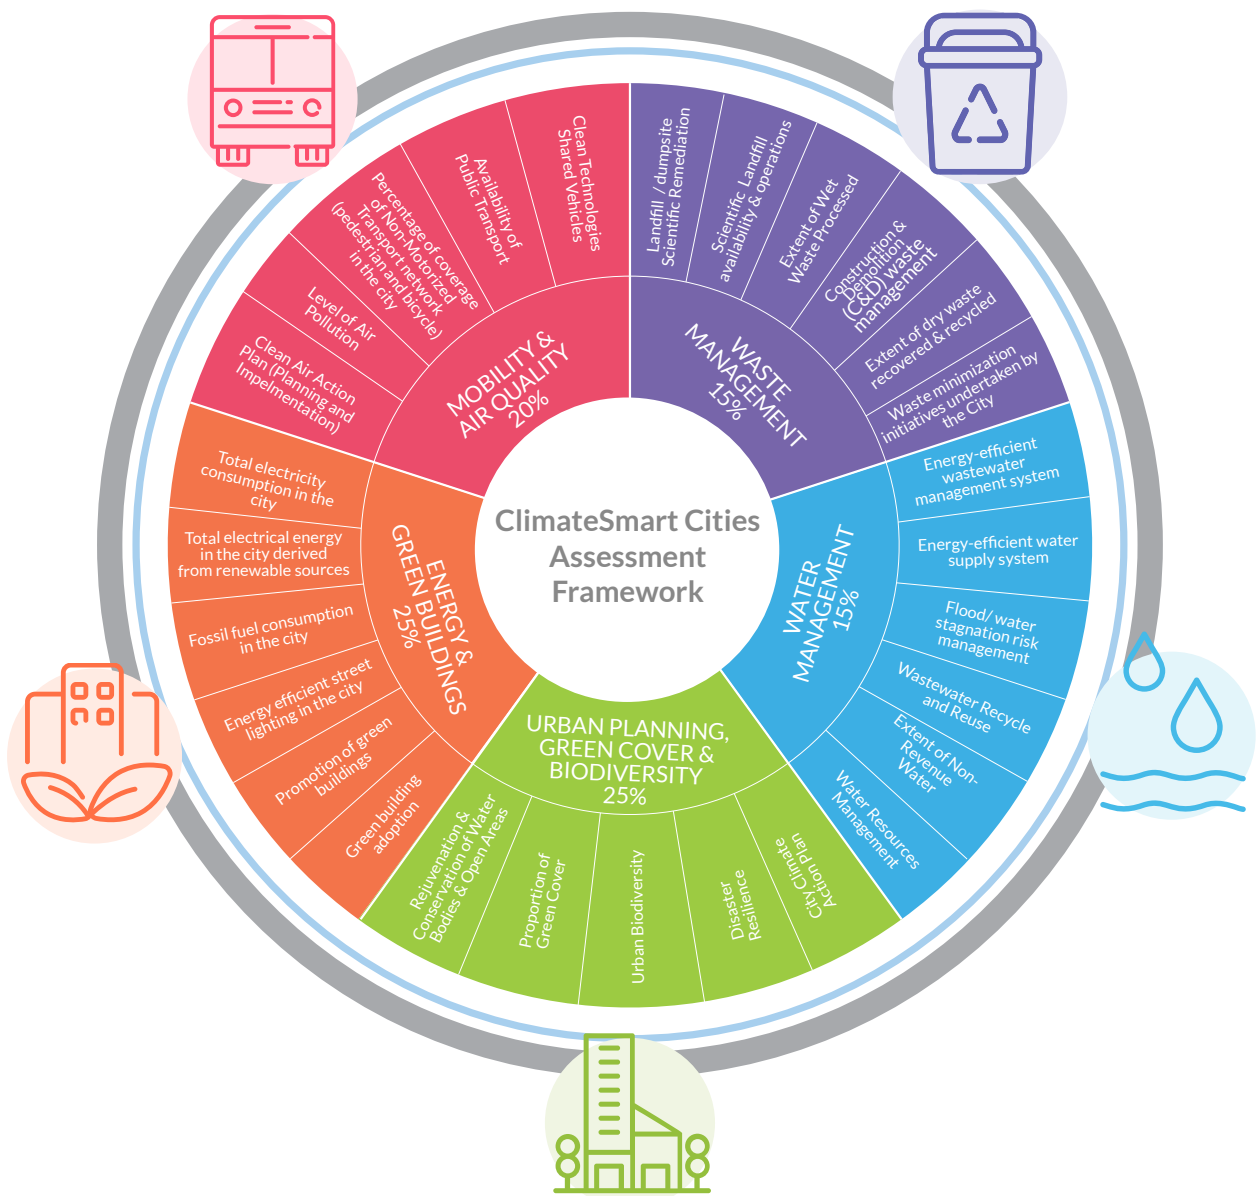 ClimateSmart Cities
Assessment
Framework
WASTE
MANAGEMENT
15%
Landfill / dumpsite
Scientific Remediation
Scientific Landfill
availability & operations
Extent of Wet
Waste Processed
Construction &
Demolition
(C&D) waste
management
Extent of dry waste
recovered & recycled
Waste minimization
initiatives undertaken by
the City
WATER
MANAGEMENT
15%
Energy-efficient
wastewater
management system
Energy-efficient water
supply system
Flood/ water
stagnation risk
management
Wastewater Recycle
and Reuse
Extent of Non-
Revenue
Water
Water Resources
Management
URBAN PLANNING,
GREEN COVER &
BIODIVERSITY
25%
City Climate
Action Plan
Disaster
Resilience
Urban Biodiversity
Proportion of
Green Cover
Rejuvenation &
Conservation of Water
Bodies & Open Areas
ENERGY &
GREEN BUILDINGS
25%
Green building
adoption
Promotion of green
buildings
Energy efficient street
lighting in the city
Fossil fuel consumption
in the city
Total electrical energy
in the city derived
from renewable sources
Total electricity
consumption in the
city
MOBILITY &
AIR QUALITY
20%
Clean Air Action
Plan (Planning and
Impelmentation)
Level of Air
Pollution
Percentage of coverage
of Non-Motorized
Transport network
(pedestrian and bicycle)
in the city
Availability of
Public Transport
Clean Technologies
Shared Vehicles